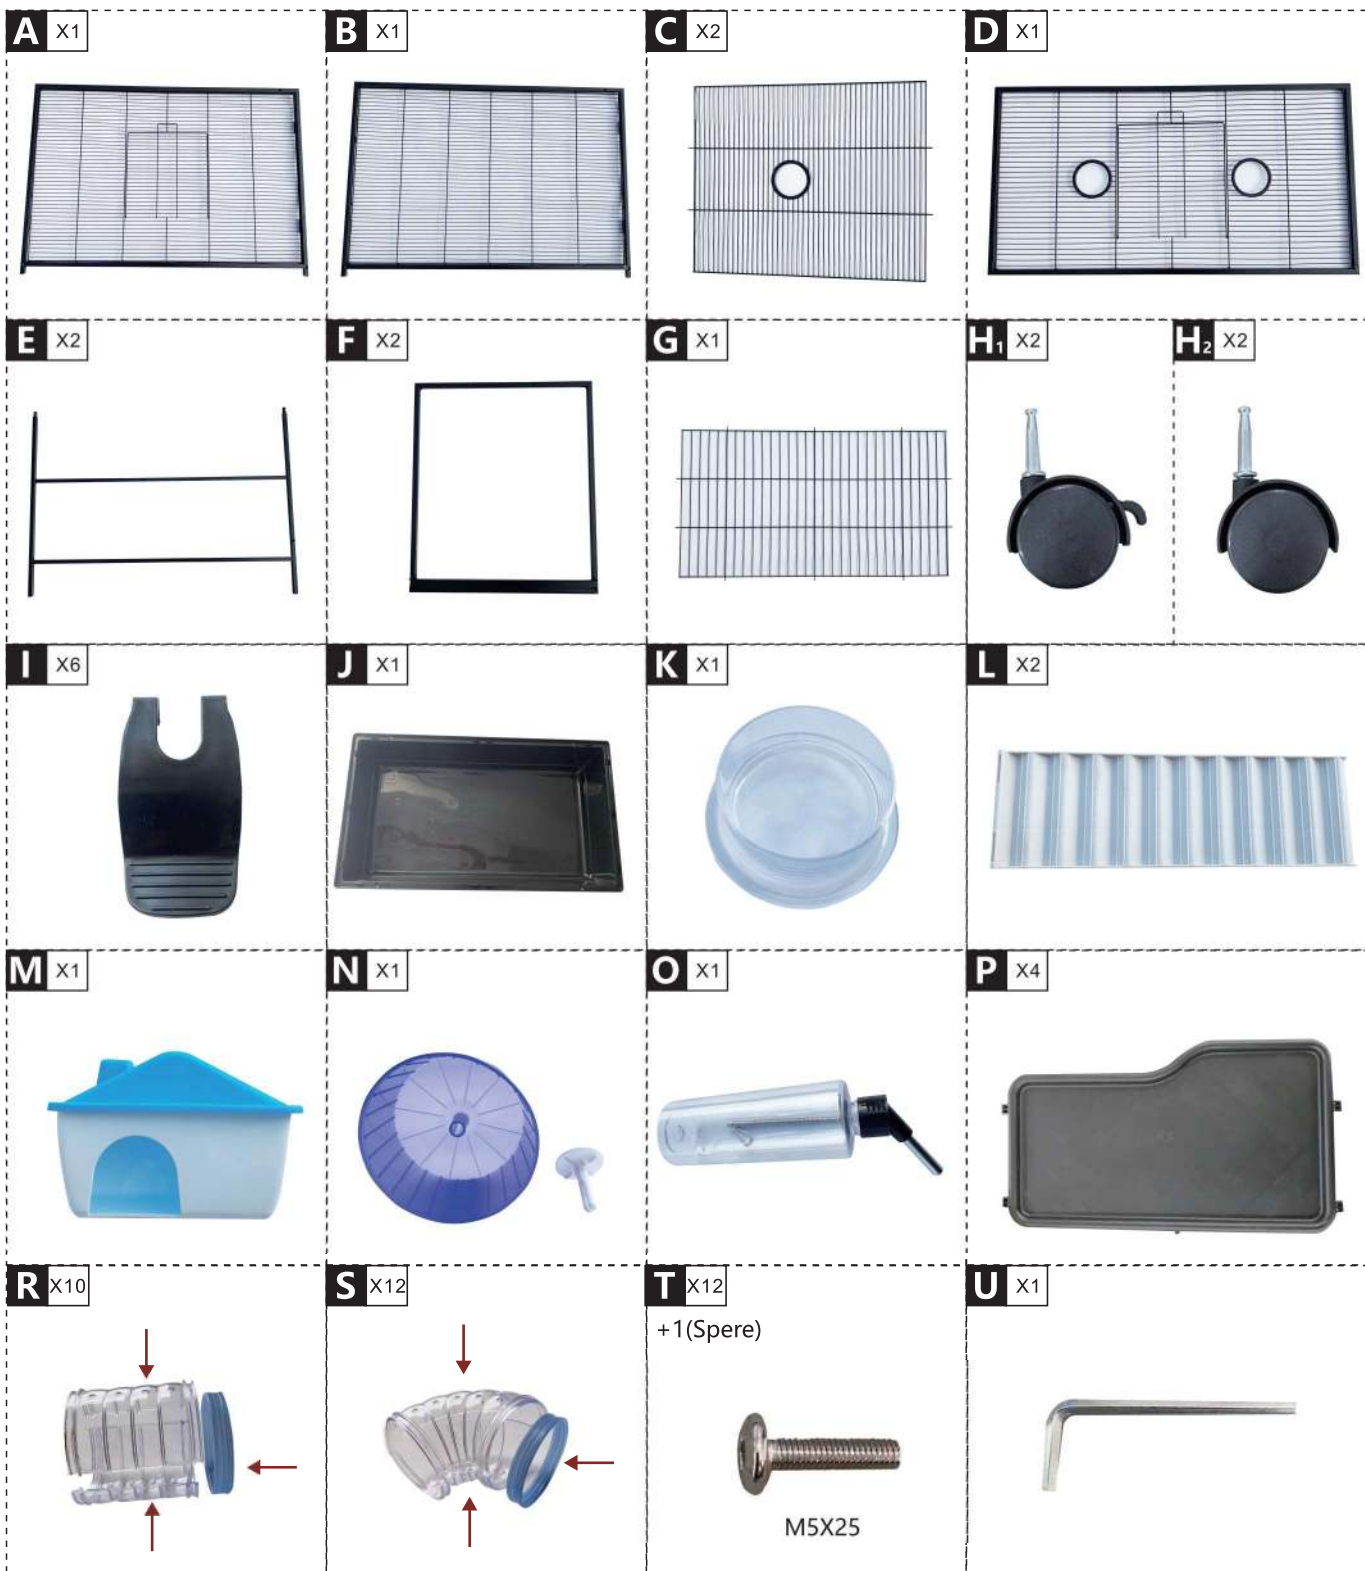 A X1
B X1
C X2
D X1
E X2
F X2
G X1
H1 X2
H2 X2
I X6
J X1
K X1
L X2
M X1
N X1
O X1
P X4
R X10
S X12
T X12
+1(Spere)
M5X25
U X1